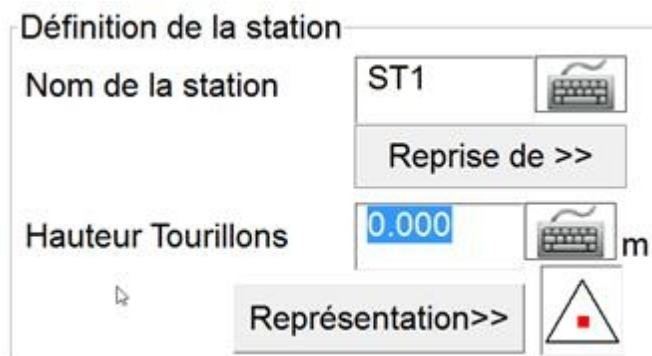 Définition de la station
Nom de la station ST1
Reprise de >>
Hauteur Tourillons 0.000 m
Représentation>>